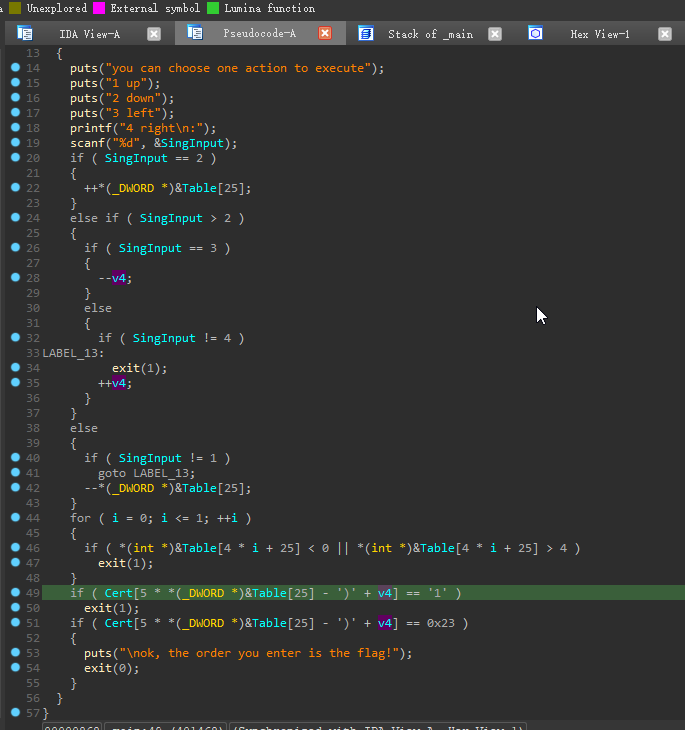 Unexplored External symbol Lumina function
IDA View-A Pseudocode-A Stack of _main Hex View-1
13 {
14 puts("you can choose one action to execute");
15 puts("1 up");
16 puts("2 down");
17 puts("3 left");
18 printf("4 right\n:");
19 scanf("%d", &SingInput);
20 if ( SingInput == 2 )
21 {
22 ++*(_DWORD *)&Table[25];
23 }
24 else if ( SingInput > 2 )
25 {
26 if ( SingInput == 3 )
27 {
28 --v4;
29 }
30 else
31 {
32 if ( SingInput != 4 )
33 LABEL_13:
34 exit(1);
35 ++v4;
36 }
37 }
38 else
39 {
40 if ( SingInput != 1 )
41 goto LABEL_13;
42 --*(_DWORD *)&Table[25];
43 }
44 for ( i = 0; i <= 1; ++i )
45 {
46 if ( *(int *)&Table[4 * i + 25] < 0 || *(int *)&Table[4 * i + 25] > 4 )
47 exit(1);
48 }
49 if ( Cert[5 * *(_DWORD *)&Table[25] - ')' + v4] == '1' )
50 exit(1);
51 if ( Cert[5 * *(_DWORD *)&Table[25] - ')' + v4] == 0x23 )
52 {
53 puts("\nok, the order you enter is the flag!");
54 exit(0);
55 }
56 }
57 }